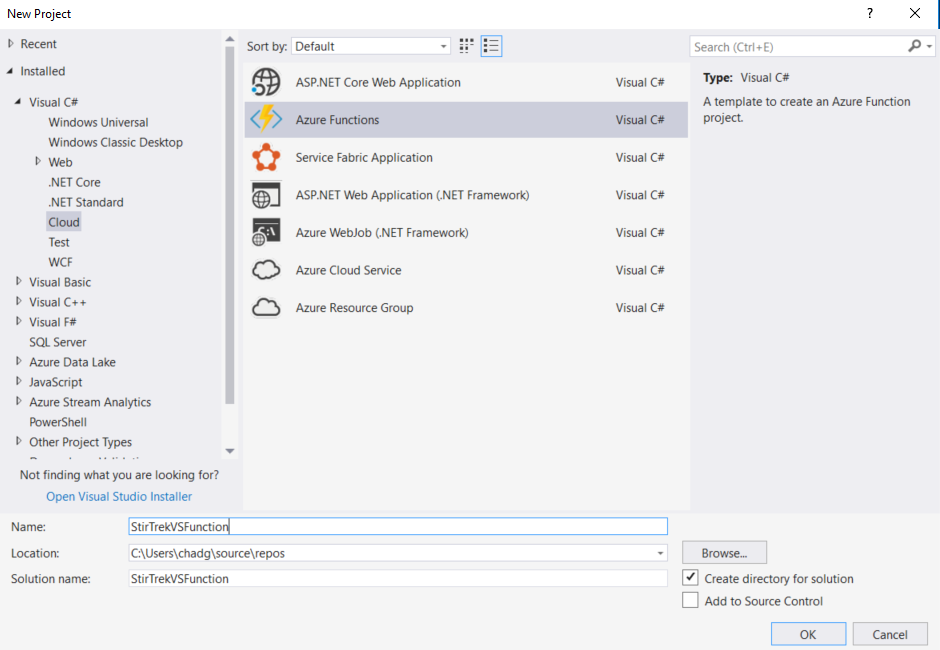 New Project
?
Recent
Installed
Visual C#
Windows Universal
Windows Classic Desktop
Web
.NET Core
.NET Standard
Cloud
Test
WCF
Visual Basic
Visual C++
Visual F#
SQL Server
Azure Data Lake
JavaScript
Azure Stream Analytics
PowerShell
Other Project Types
Not finding what you are looking for?
Open Visual Studio Installer
Sort by: Default
ASP.NET Core Web Application Visual C#
Azure Functions Visual C#
Service Fabric Application Visual C#
ASP.NET Web Application (.NET Framework) Visual C#
Azure WebJob (.NET Framework) Visual C#
Azure Cloud Service Visual C#
Azure Resource Group Visual C#
Search (Ctrl+E)
Type: Visual C#
A template to create an Azure Function
project.
Name: StirTrekVSFunction
Location: C:\Users\chadg\source\repos
Browse...
Solution name: StirTrekVSFunction
Create directory for solution
Add to Source Control
OK Cancel